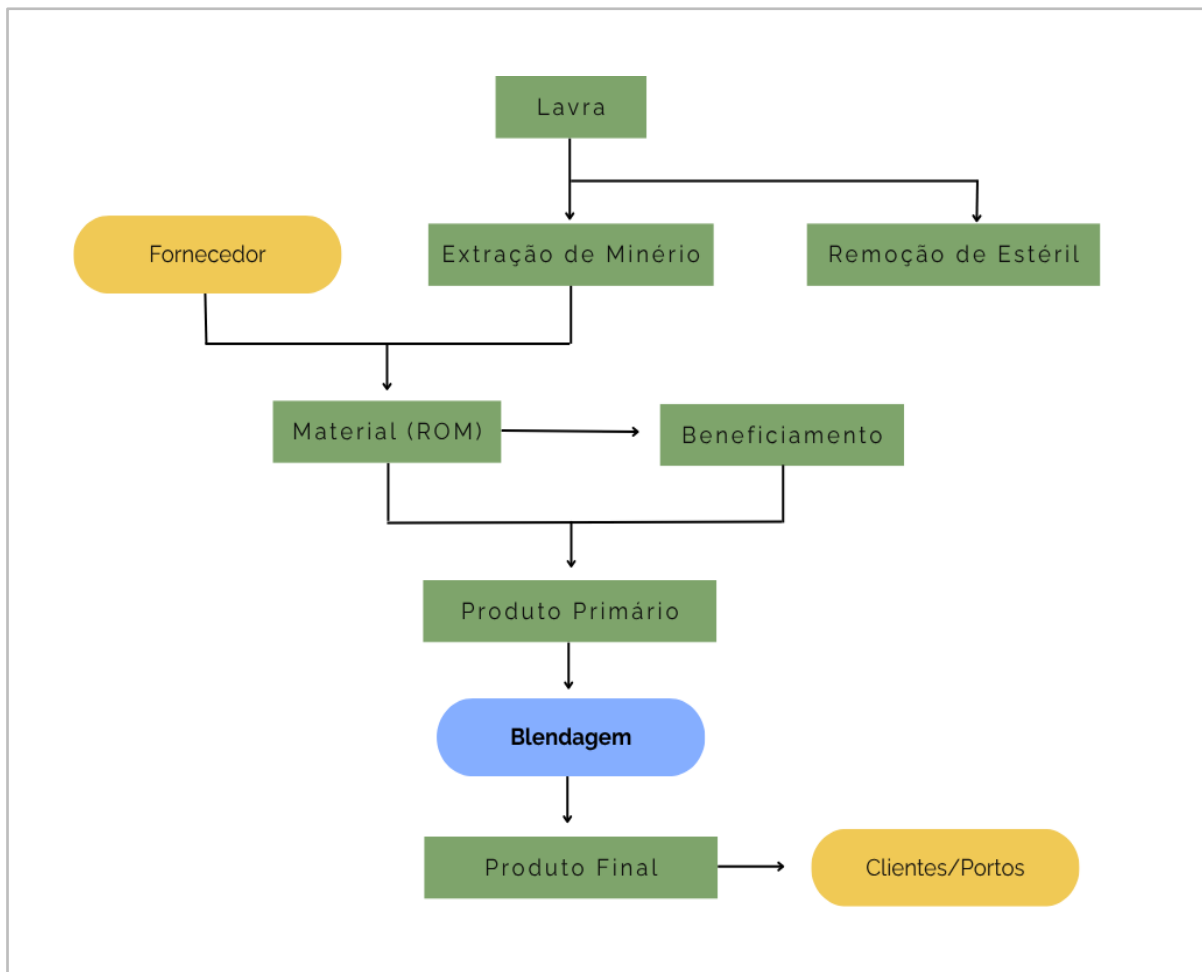 Lavra
Fornecedor
Extração de Minério
Remoção de Estéril
Material (ROM)
Beneficiamento
Produto Primário
Blendagem
Produto Final
Clientes/Portos